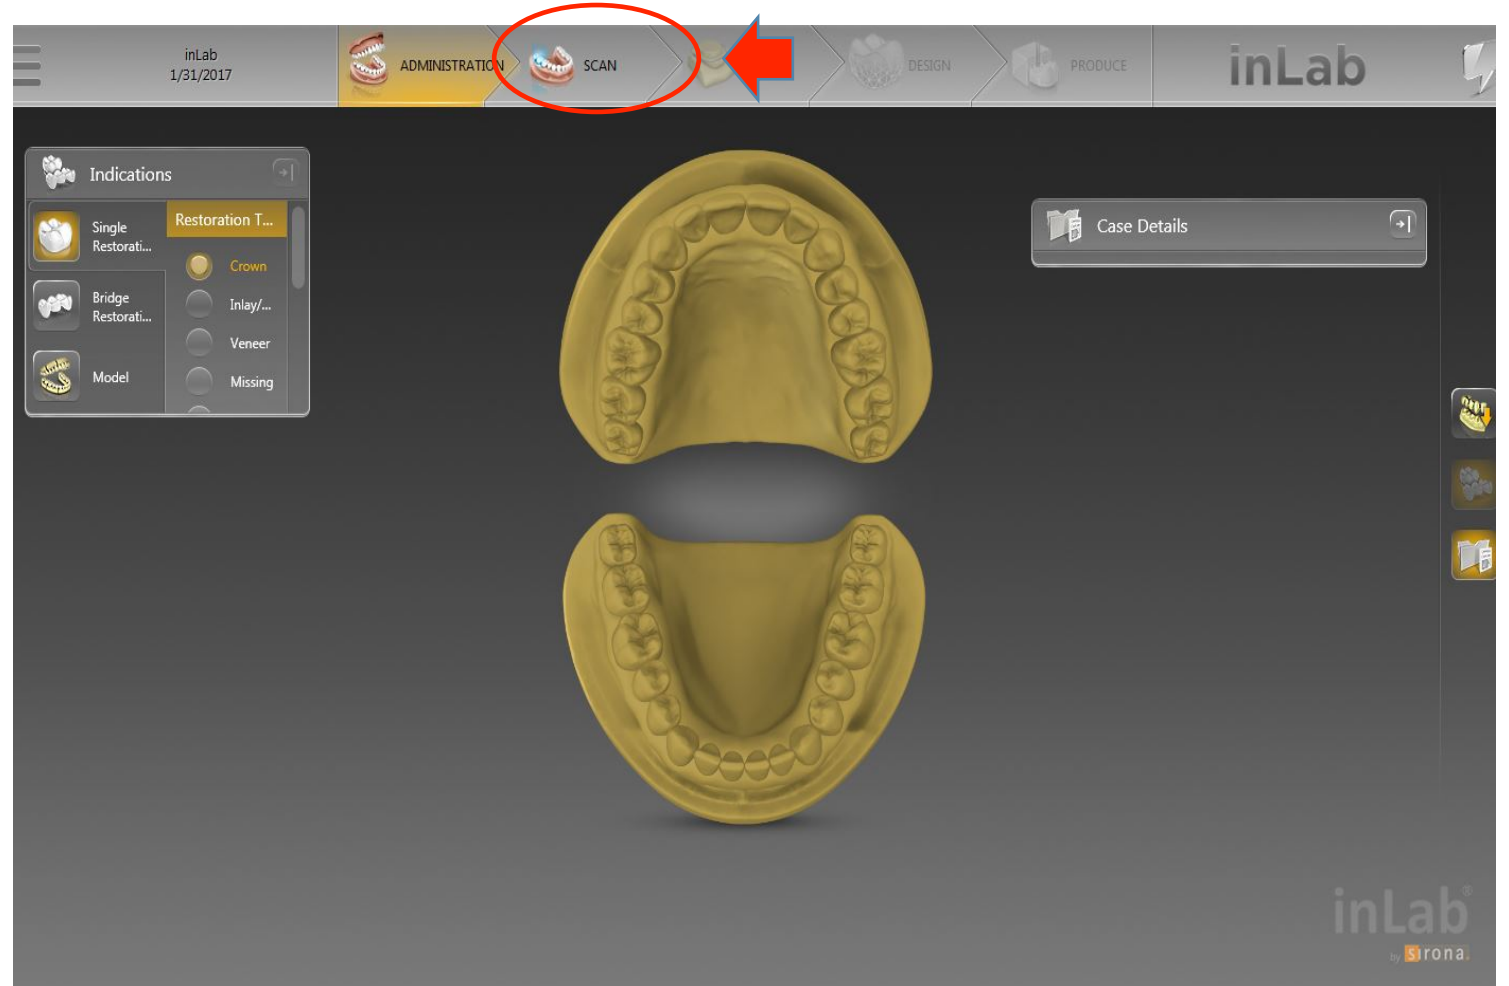 inLab
1/31/2017
ADMINISTRATION
SCAN
DESIGN
PRODUCE
inLab
Indications
Single
Restorati...
Bridge
Restorati...
Model
Restoration T...
Crown
Inlay/...
Veneer
Missing
Case Details
inLab®
by sirona.